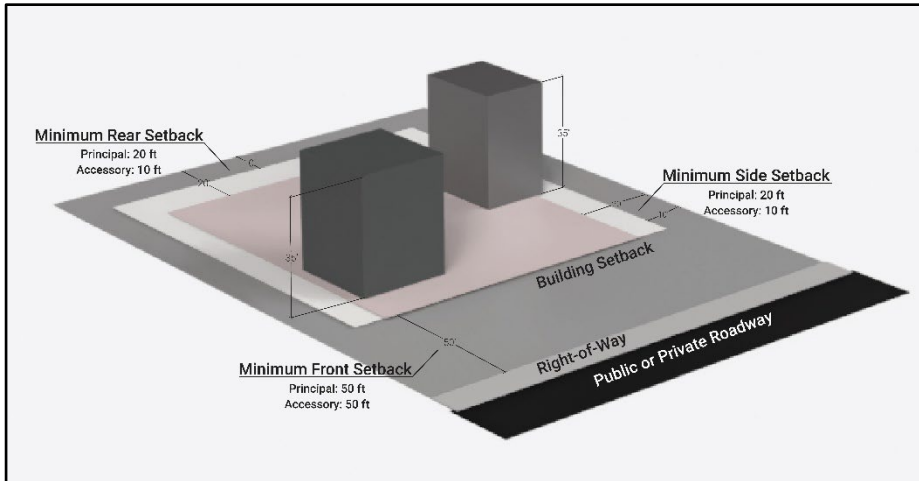 Minimum Rear Setback
Principal: 20 ft
Accessory: 10 ft
20'
35'
35'
Minimum Side Setback
Principal: 20 ft
Accessory: 10 ft
10'
Building Setback
50'
Minimum Front Setback
Principal: 50 ft
Accessory: 50 ft
Right-of-Way
Public or Private Roadway